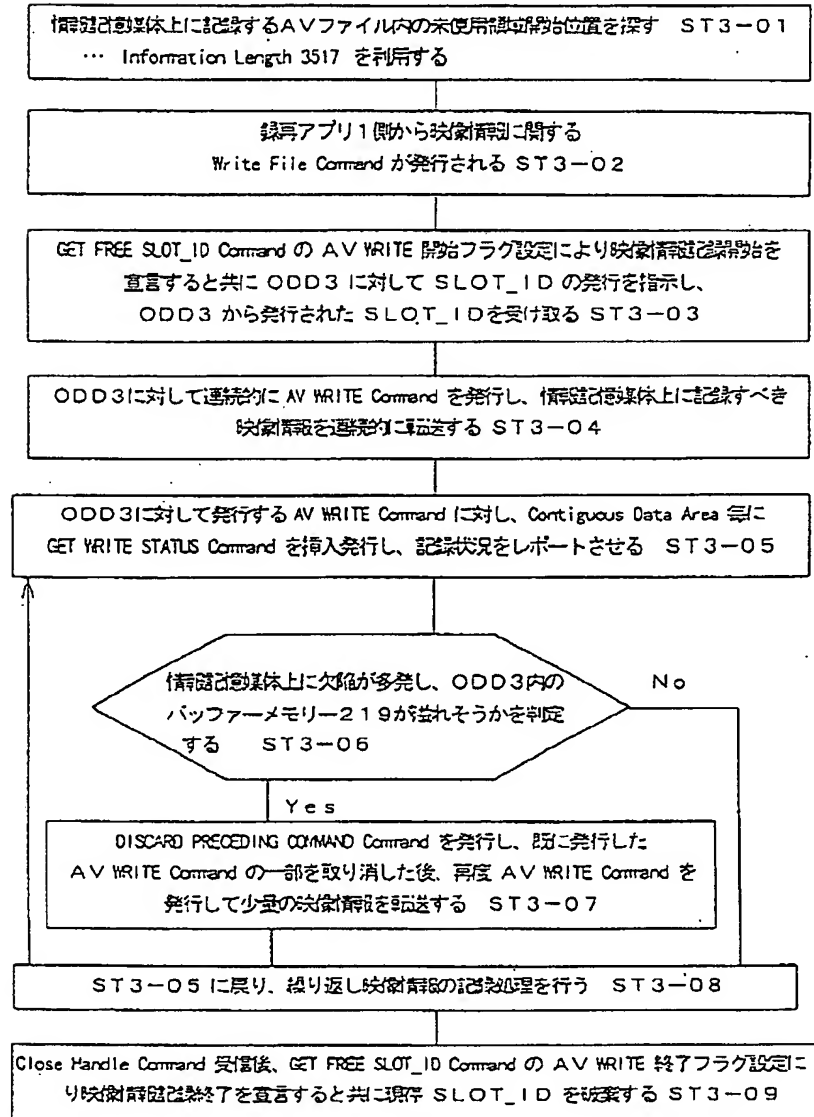 情報記憶媒体上に記録するAVファイル内の未使用領域開始位置を探す ST3-01
… Information Length 3517 を利用する
録再アプリ1側から映像情報に関する
Write File Command が発行される ST3-02
GET FREE SLOT_ID Command の AV WRITE 開始フラグ設定により映像情報記録開始を
宣言すると共に ODD3 に対して SLOT_ID の発行を指示し、
ODD3 から発行された SLOT_IDを受け取る ST3-03
ODD3に対して連続的に AV WRITE Command を発行し、情報記憶媒体上に記録すべき
映像情報を連続的に転送する ST3-04
ODD3に対して発行する AV WRITE Command に対し、Contiguous Data Area 毎に
GET WRITE STATUS Command を挿入発行し、記録状況をレポートさせる ST3-05
情報記憶媒体上に欠陥が多発し、ODD3内の
バッファーメモリー219が溢れそうかを判定
する ST3-06
No
Yes
DISCARD PRECEDING COMMAND Command を発行し、既に発行した
AV WRITE Command の一部を取り消した後、再度 AV WRITE Command を
発行して少量の映像情報を転送する ST3-07
ST3-05 に戻り、繰り返し映像情報の記録処理を行う ST3-08
Close Handle Command 受信後、GET FREE SLOT_ID Command の AV WRITE 終了フラグ設定に
り映像情報記録終了を宣言すると共に現存 SLOT_ID を破棄する ST3-09